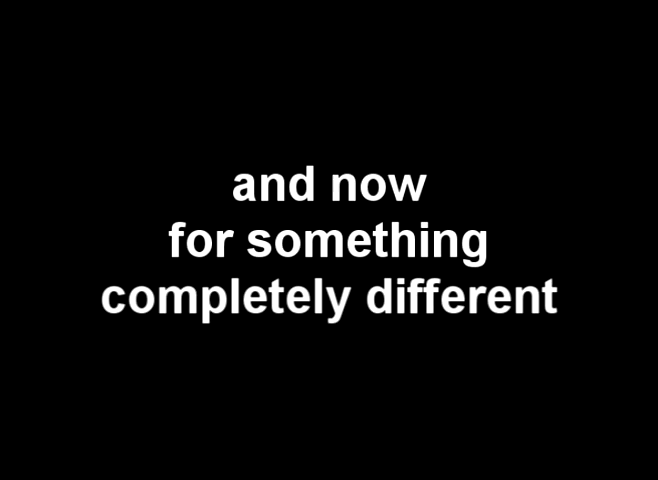 and now
for something
completely different